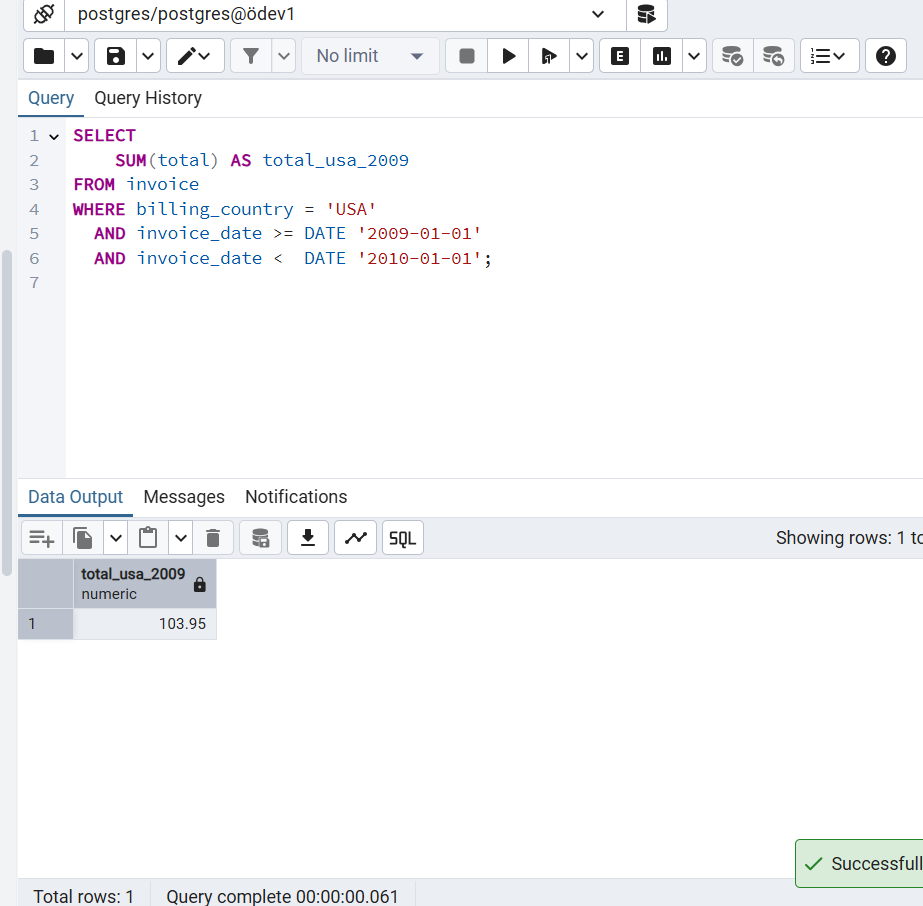 postgres/postgres@ödev1
No limit
E
SQL
Query Query History
1 SELECT
2 SUM(total) AS total_usa_2009
3 FROM invoice
4 WHERE billing_country = 'USA'
5 AND invoice_date >= DATE '2009-01-01'
6 AND invoice_date < DATE '2010-01-01';
7
Data Output Messages Notifications
SQL
Showing rows: 1 to
total_usa_2009
numeric
1 103.95
Successfull
Total rows: 1 Query complete 00:00:00.061